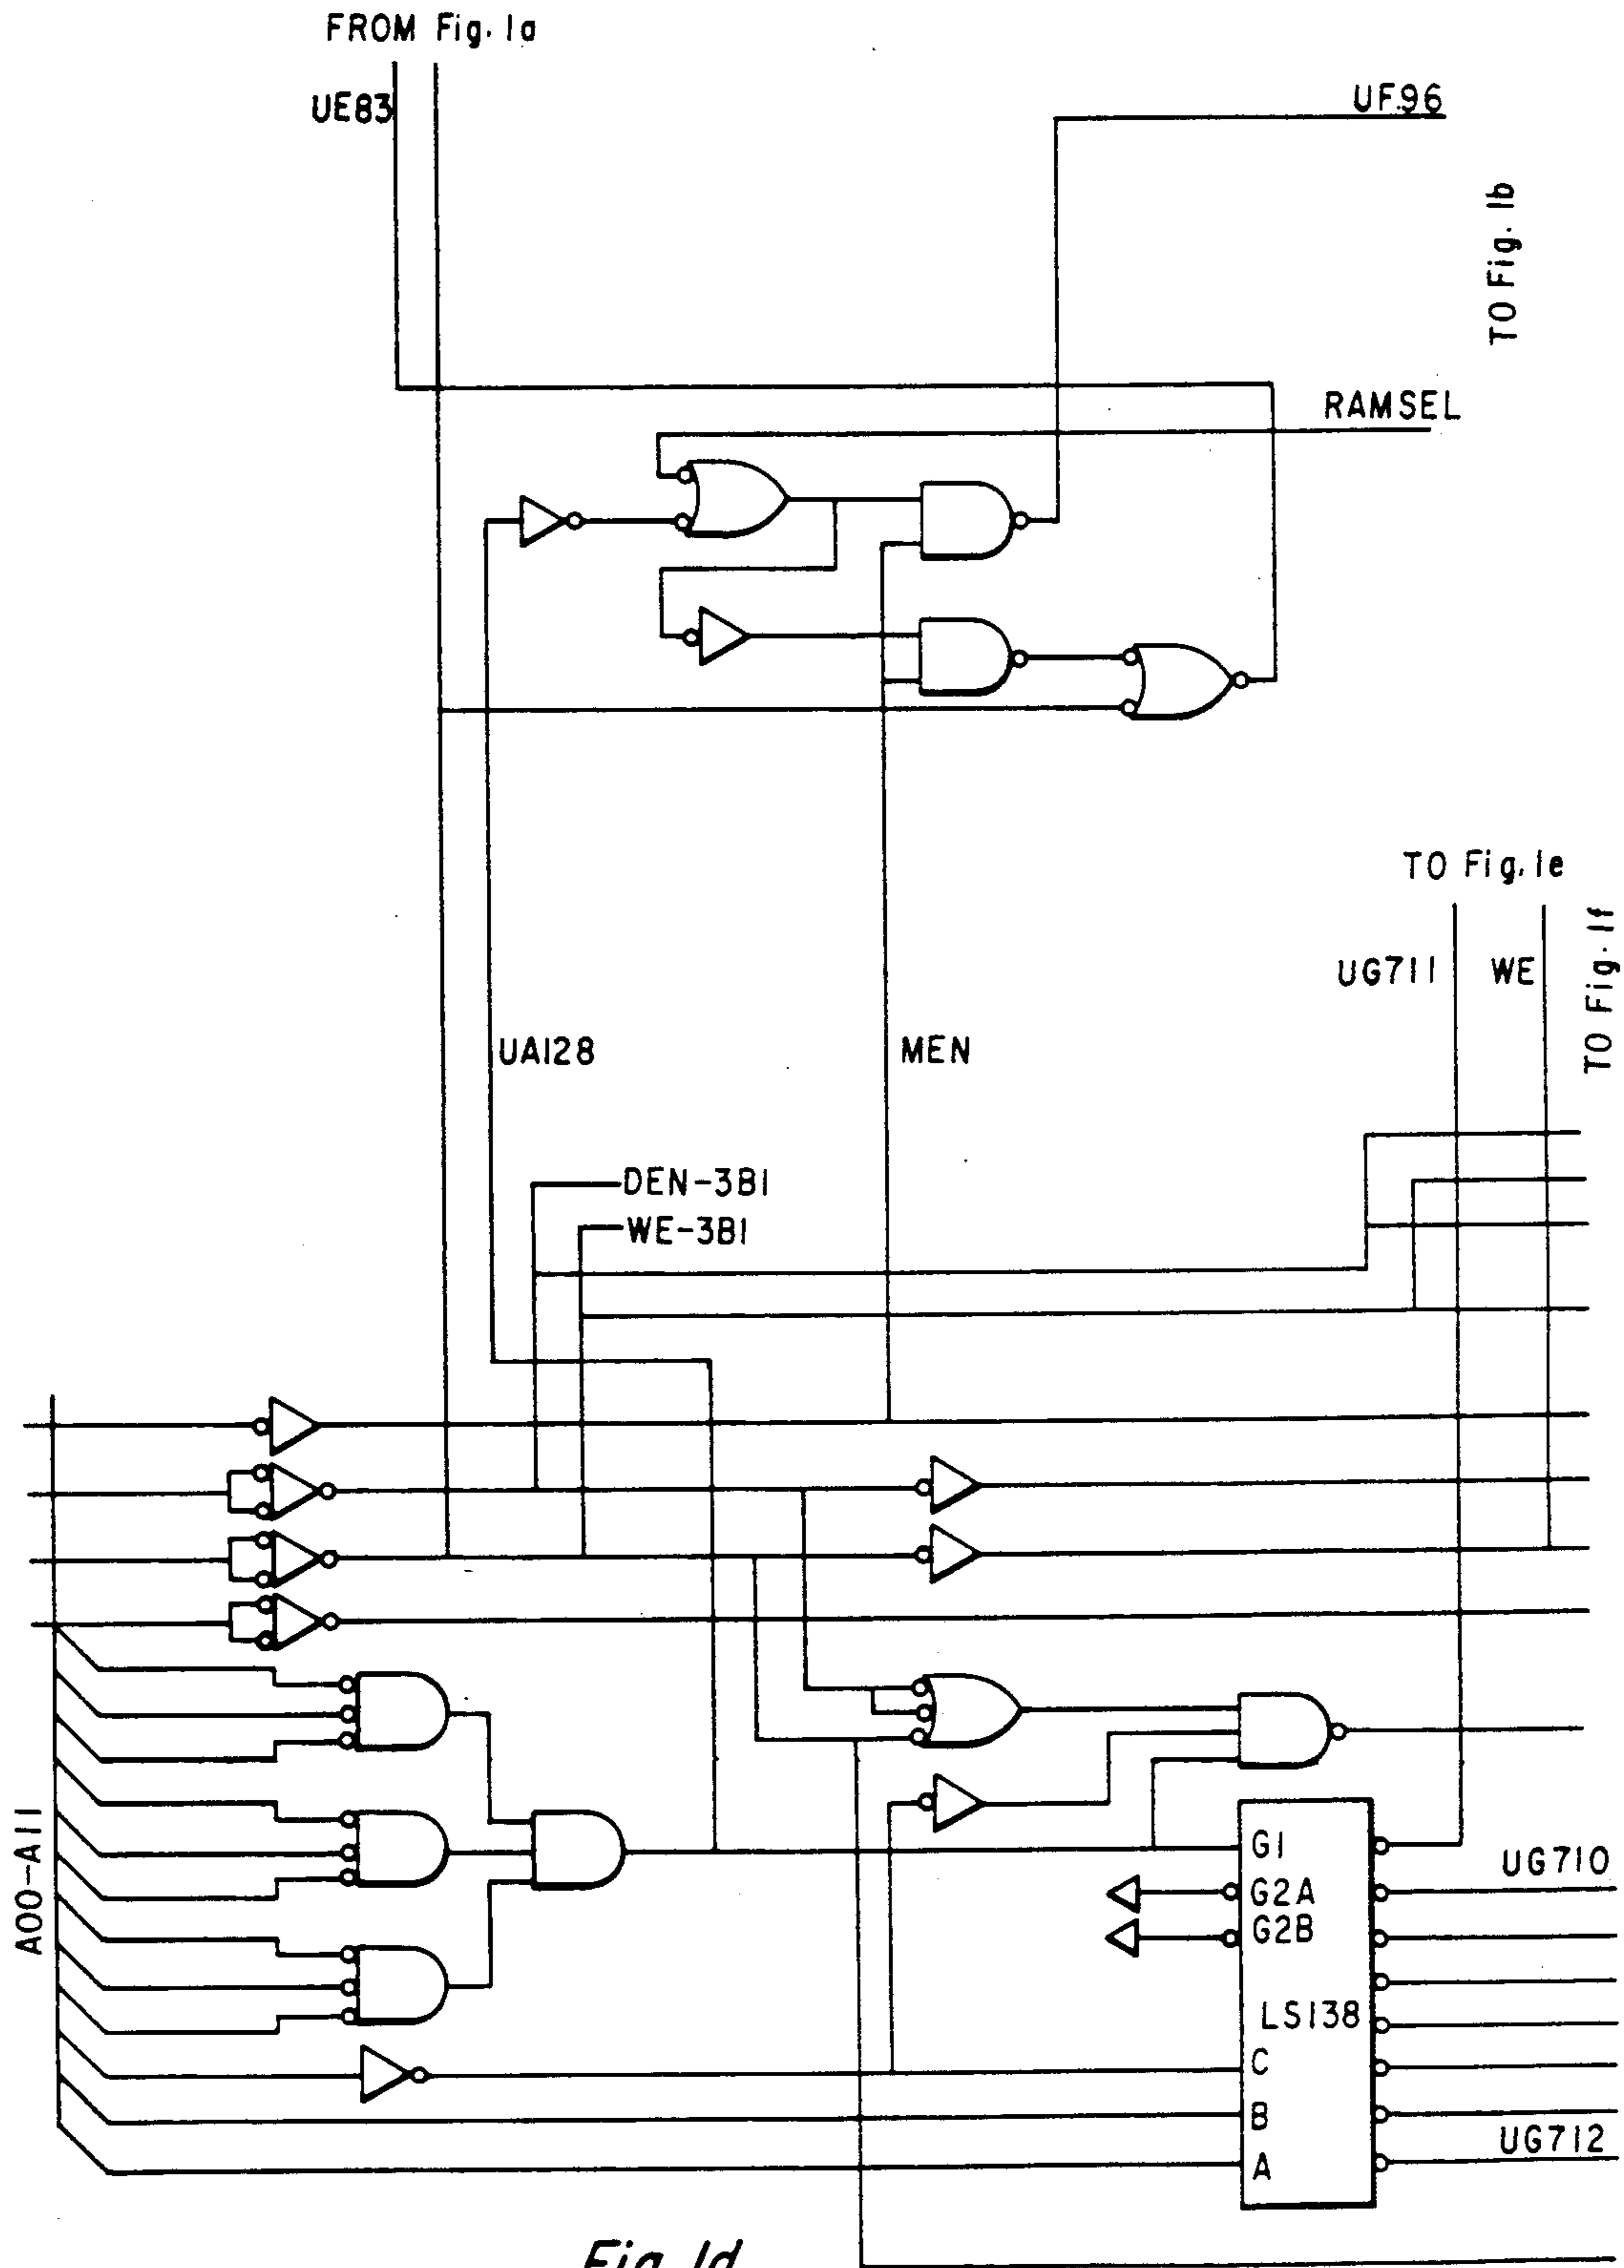 FROM Fig. 1a
UE83
UF96
TO Fig. 1b
RAMSEL
TO Fig. 1e
UG711
WE
TO Fig. 1f
UA128
MEN
DEN-3B1
WE-3B1
A00-A11
G1
G2A
G2B
LS138
C
B
A
UG710
UG712
Fig. 1d